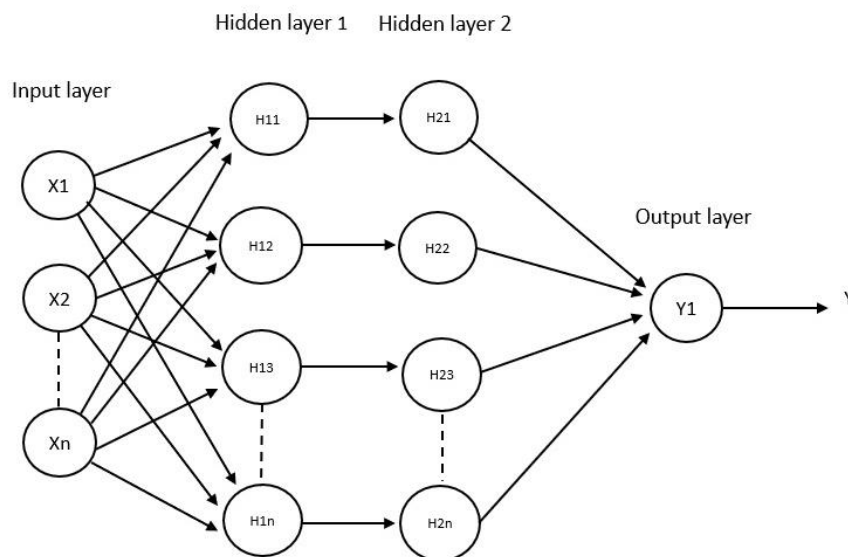 Hidden layer 1 Hidden layer 2
Input layer
H11 H21
X1
Output layer
H12 H22
X2
Y1 Y
H13 H23
Xn
H1n H2n